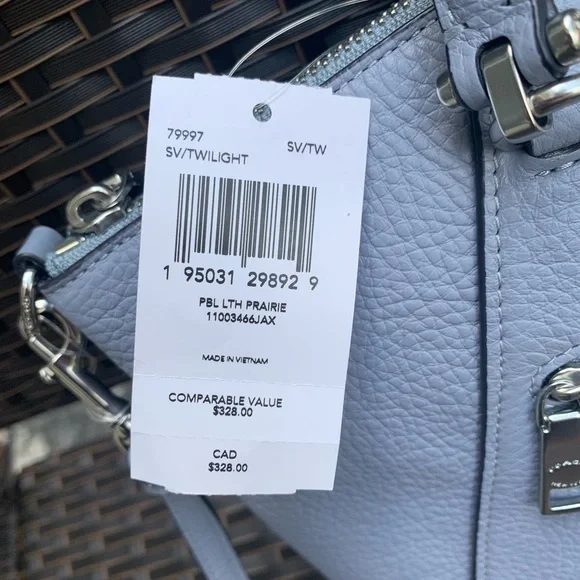 79997
SV/TWILIGHT SV/TW
1 95031 29892 9
PBL LTH PRAIRIE
11003466JAX
MADE IN VIETNAM
COMPARABLE VALUE
$328.00
CAD
$328.00